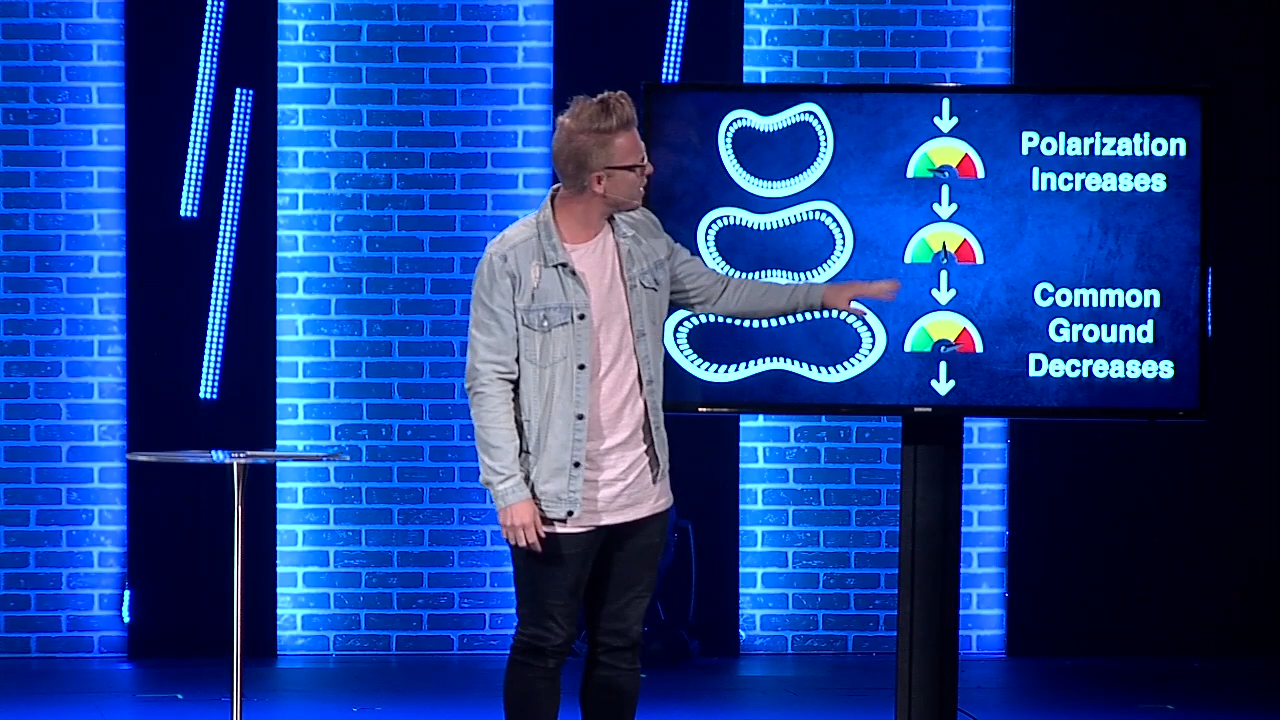 Polarization
Increases
Common
Ground
Decreases